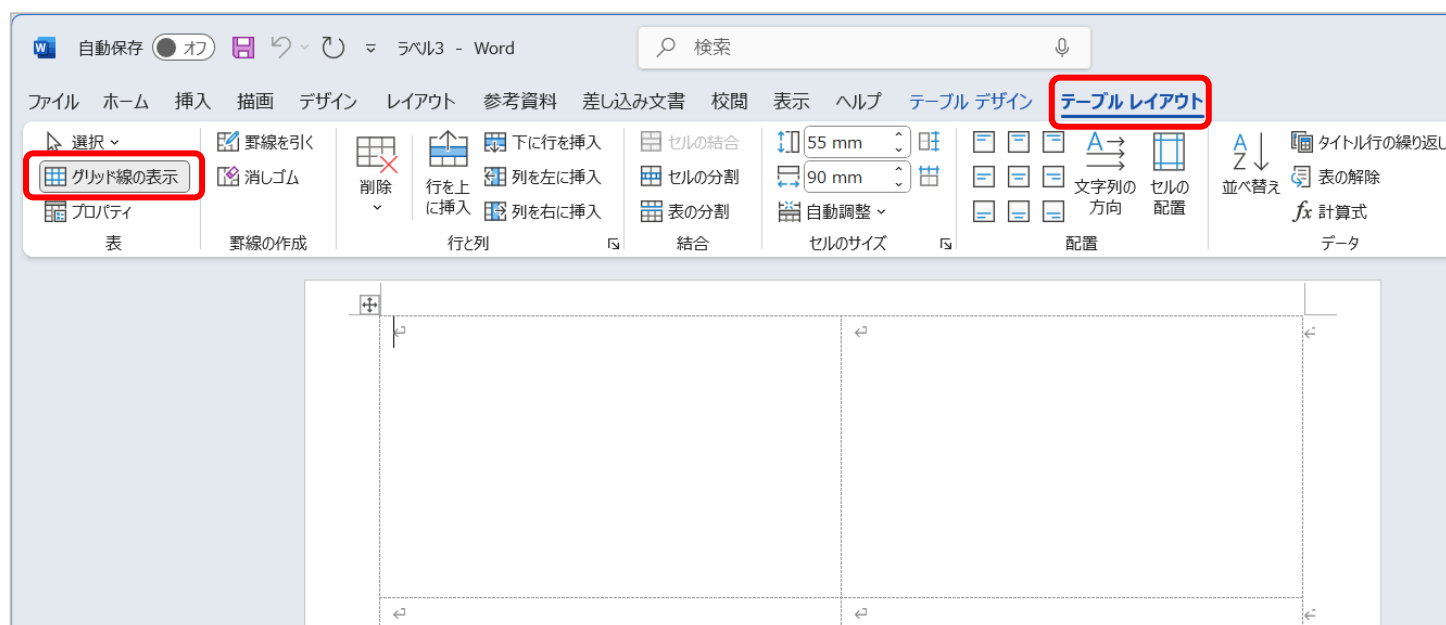 自動保存 オフ ラベル3 - Word 検索
ファイル ホーム 挿入 描画 デザイン レイアウト 参考資料 差し込み文書 校閲 表示 ヘルプ テーブル デザイン テーブル レイアウト
選択
グリッド線の表示
プロパティ
表
罫線を引く
消しゴム
罫線の作成
削除
行を上
に挿入
下に行を挿入
列を左に挿入
列を右に挿入
行と列
セルの結合
セルの分割
表の分割
結合
55 mm
90 mm
自動調整
セルのサイズ
文字列の
方向
セルの
配置
配置
並べ替え
タイトル行の繰り返し
表の解除
fx 計算式
データ